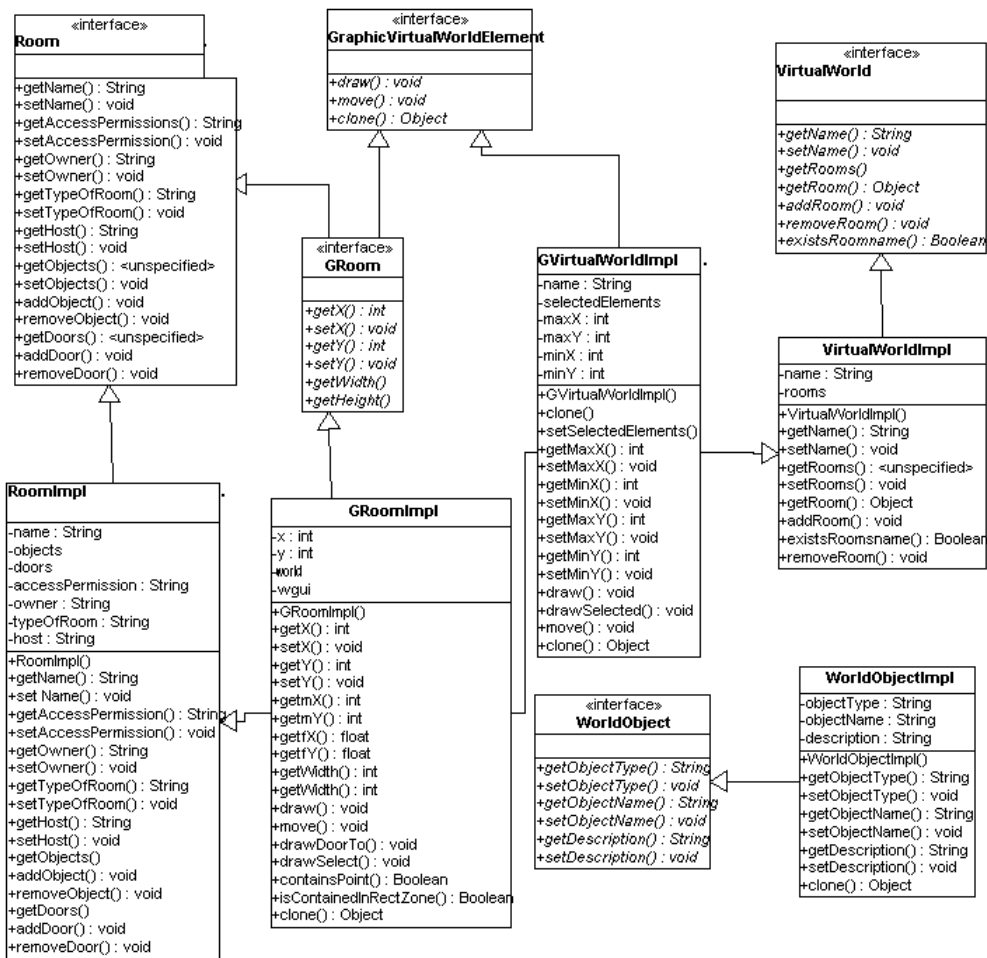 «interface»
Room
+getName() : String
+setName() : void
+getAccessPermissions() : String
+setAccessPermission() : void
+getOwner() : String
+setOwner() : void
+getTypeOfRoom() : String
+setTypeOfRoom() : void
+getHost() : String
+setHost() : void
+getObjects() : <unspecified>
+setObjects() : void
+addObject() : void
+removeObject() : void
+getDoors() : <unspecified>
+addDoor() : void
+removeDoor() : void
«interface»
GraphicVirtualWorldElement
+draw() : void
+move() : void
+clone() : Object
«interface»
VirtualWorld
+getName() : String
+setName() : void
+getRooms()
+getRoom() : Object
+addRoom() : void
+removeRoom() : void
+existsRoomname() : Boolean
«interface»
GRoom
+getX() : int
+setX() : void
+getY() : int
+setY() : void
+getWidth()
+getHeight()
GVirtualWorldImpl
-name : String
-selectedElements
-maxX : int
-maxY : int
-minX : int
-minY : int
+GVirtualWorldImpl()
+clone()
+setSelectedElements()
+getMaxX() : int
+setMaxX() : void
+getMinX() : int
+setMinX() : void
+getMaxY() : int
+setMaxY() : void
+getMinY() : int
+setMinY() : void
+draw() : void
+drawSelected() : void
+move() : void
+clone() : Object
VirtualWorldImpl
-name : String
-rooms
+VirtualWorldImpl()
+getName() : String
+setName() : void
+getRooms() : <unspecified>
+setRooms() : void
+getRoom() : Object
+addRoom() : void
+existsRoomsname() : Boolean
+removeRoom() : void
RoomImpl
-name : String
-objects
-doors
-accessPermission : String
-owner : String
-typeOfRoom : String
-host : String
+RoomImpl()
+getName() : String
+set Name() : void
+getAccessPermission() : String
+setAccessPermission() : void
+getOwner() : String
+setOwner() : void
+getTypeOfRoom() : String
+setTypeOfRoom() : void
+getHost() : String
+setHost() : void
+getObjects()
+addObject() : void
+removeObject() : void
+getDoors()
+addDoor() : void
+removeDoor() : void
GRoomImpl
-x : int
-y : int
-world
-wgui
+GRoomImpl()
+getX() : int
+setX() : void
+getY() : int
+setY() : void
+getmX() : int
+getmY() : int
+getfX() : float
+getfY() : float
+getWidth() : int
+getWidth() : int
+draw() : void
+move() : void
+drawDoorTo() : void
+drawSelect() : void
+containsPoint() : Boolean
+isContainedInRectZone() : Boolean
+clone() : Object
«interface»
WorldObject
+getObjectType() : String
+setObjectType() : void
+getObjectName() : String
+setObjectName() : void
+getDescription() : String
+setDescription() : void
WorldObjectImpl
-objectType : String
-objectName : String
-description : String
+WorldObjectImpl()
+getObjectType() : String
+setObjectType() : void
+getObjectName() : String
+setObjectName() : void
+getDescription() : String
+setDescription() : void
+clone() : Object